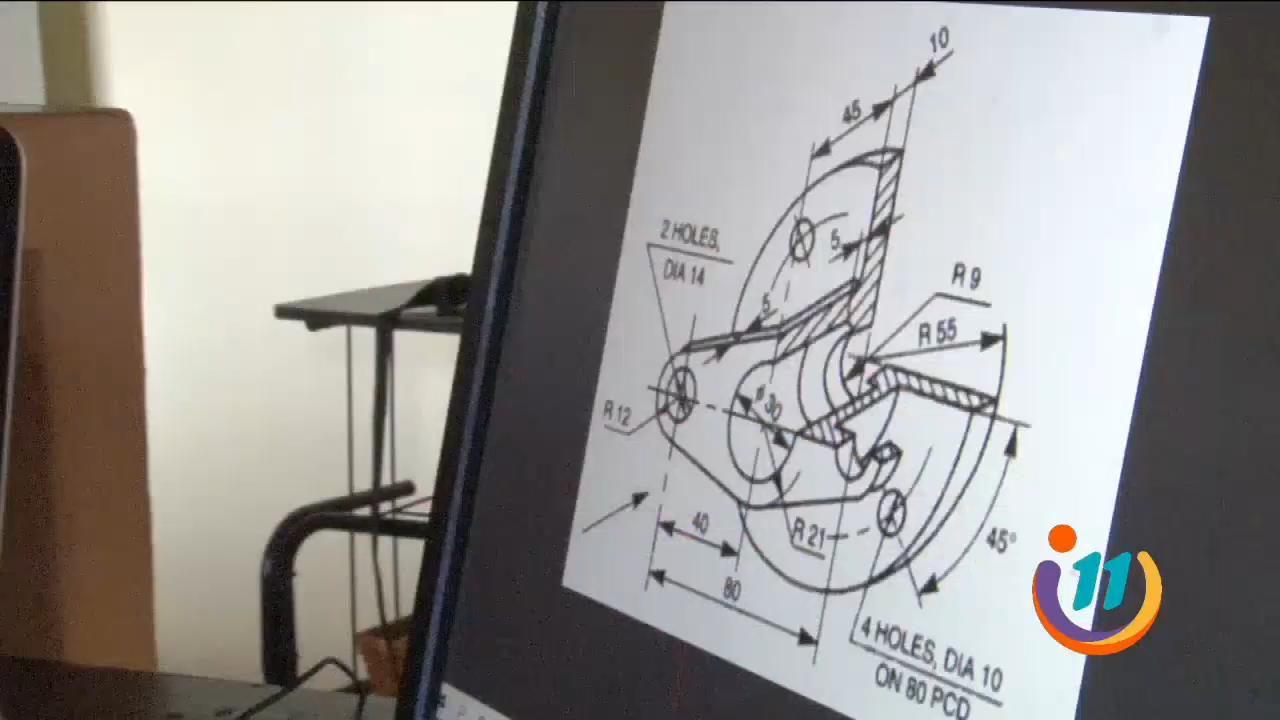 10
45
2 HOLES,
DIA 14
5
5
R 9
R 55
R 12
ø 30
40
R 21
45°
80
4 HOLES, DIA 10
ON 80 PCD
11